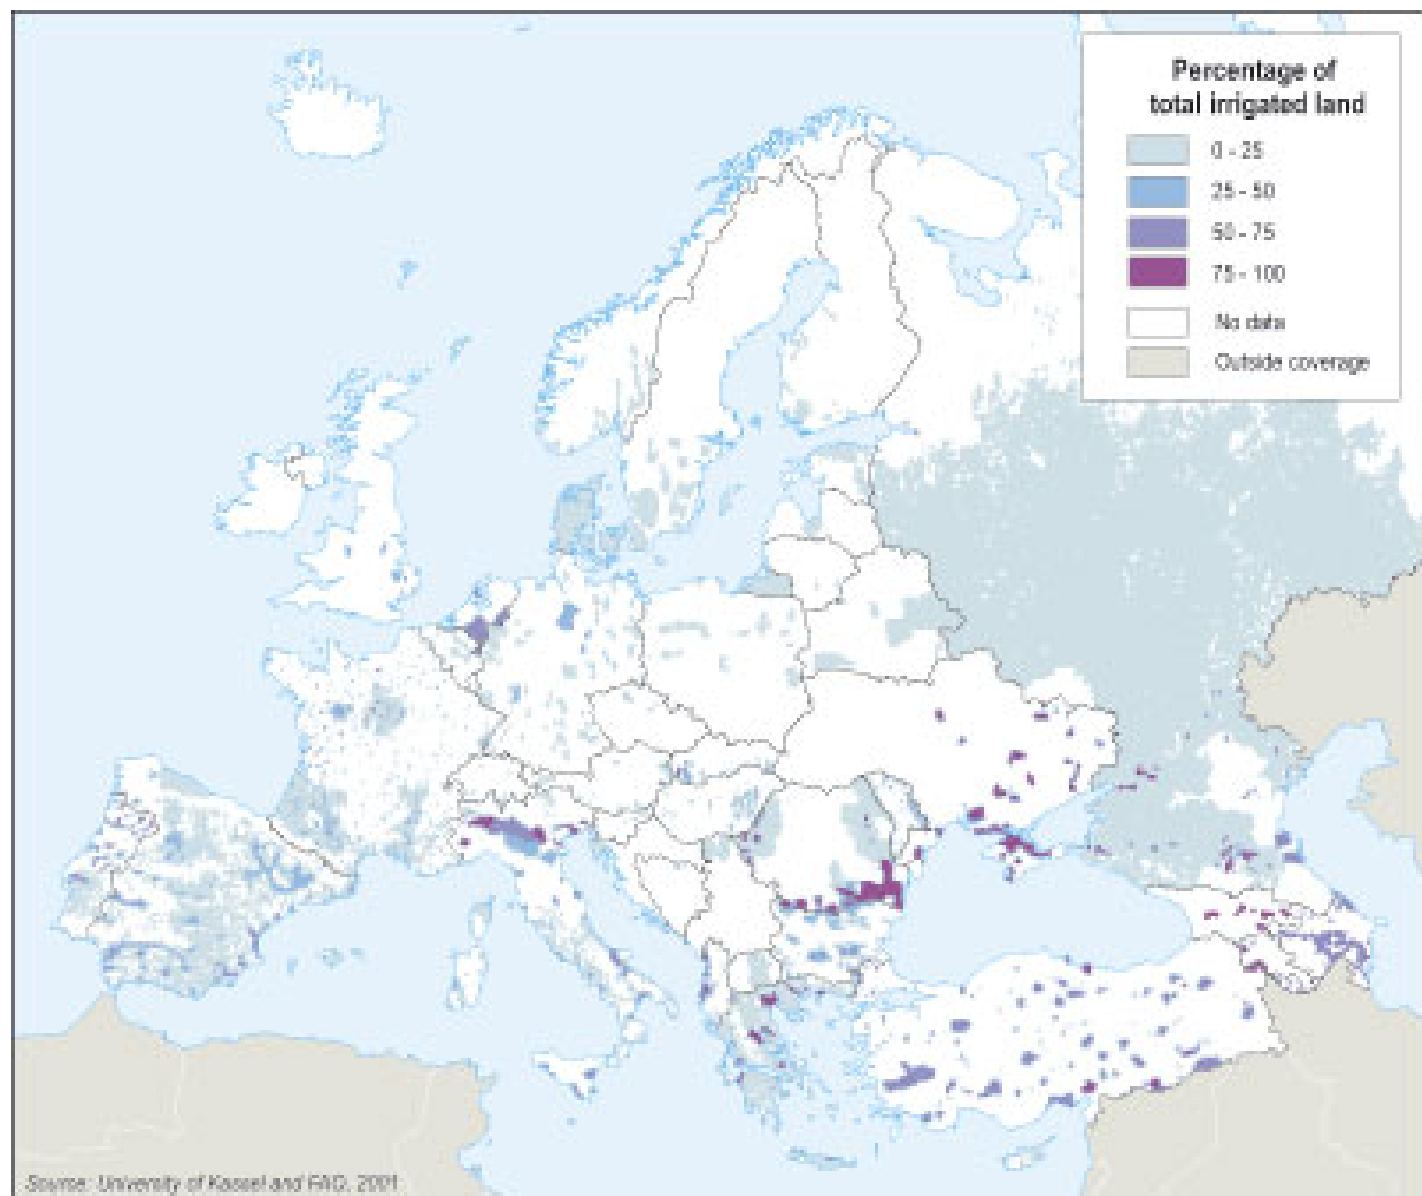 Percentage of
total irrigated land
0 - 25
25 - 50
50 - 75
75 - 100
No data
Outside coverage
Source: University of Kassel and FAO, 2001